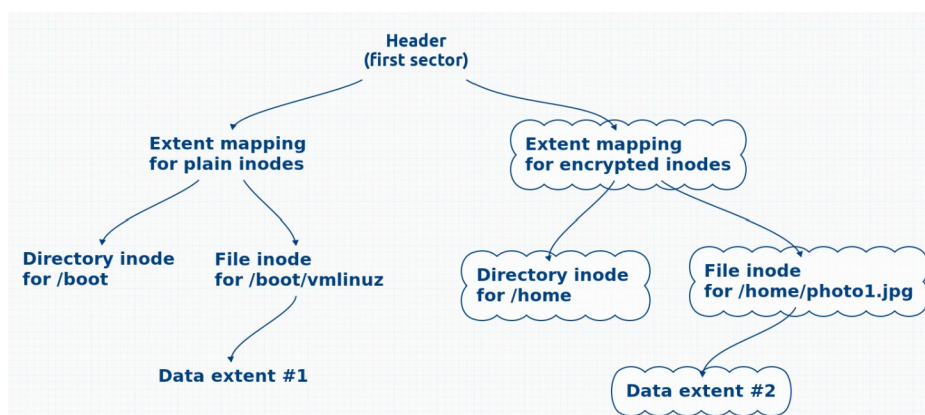 Header
(first sector)
Extent mapping
for plain inodes
Extent mapping
for encrypted inodes
Directory inode
for /boot
File inode
for /boot/vmlinuz
Directory inode
for /home
File inode
for /home/photo1.jpg
Data extent #1
Data extent #2